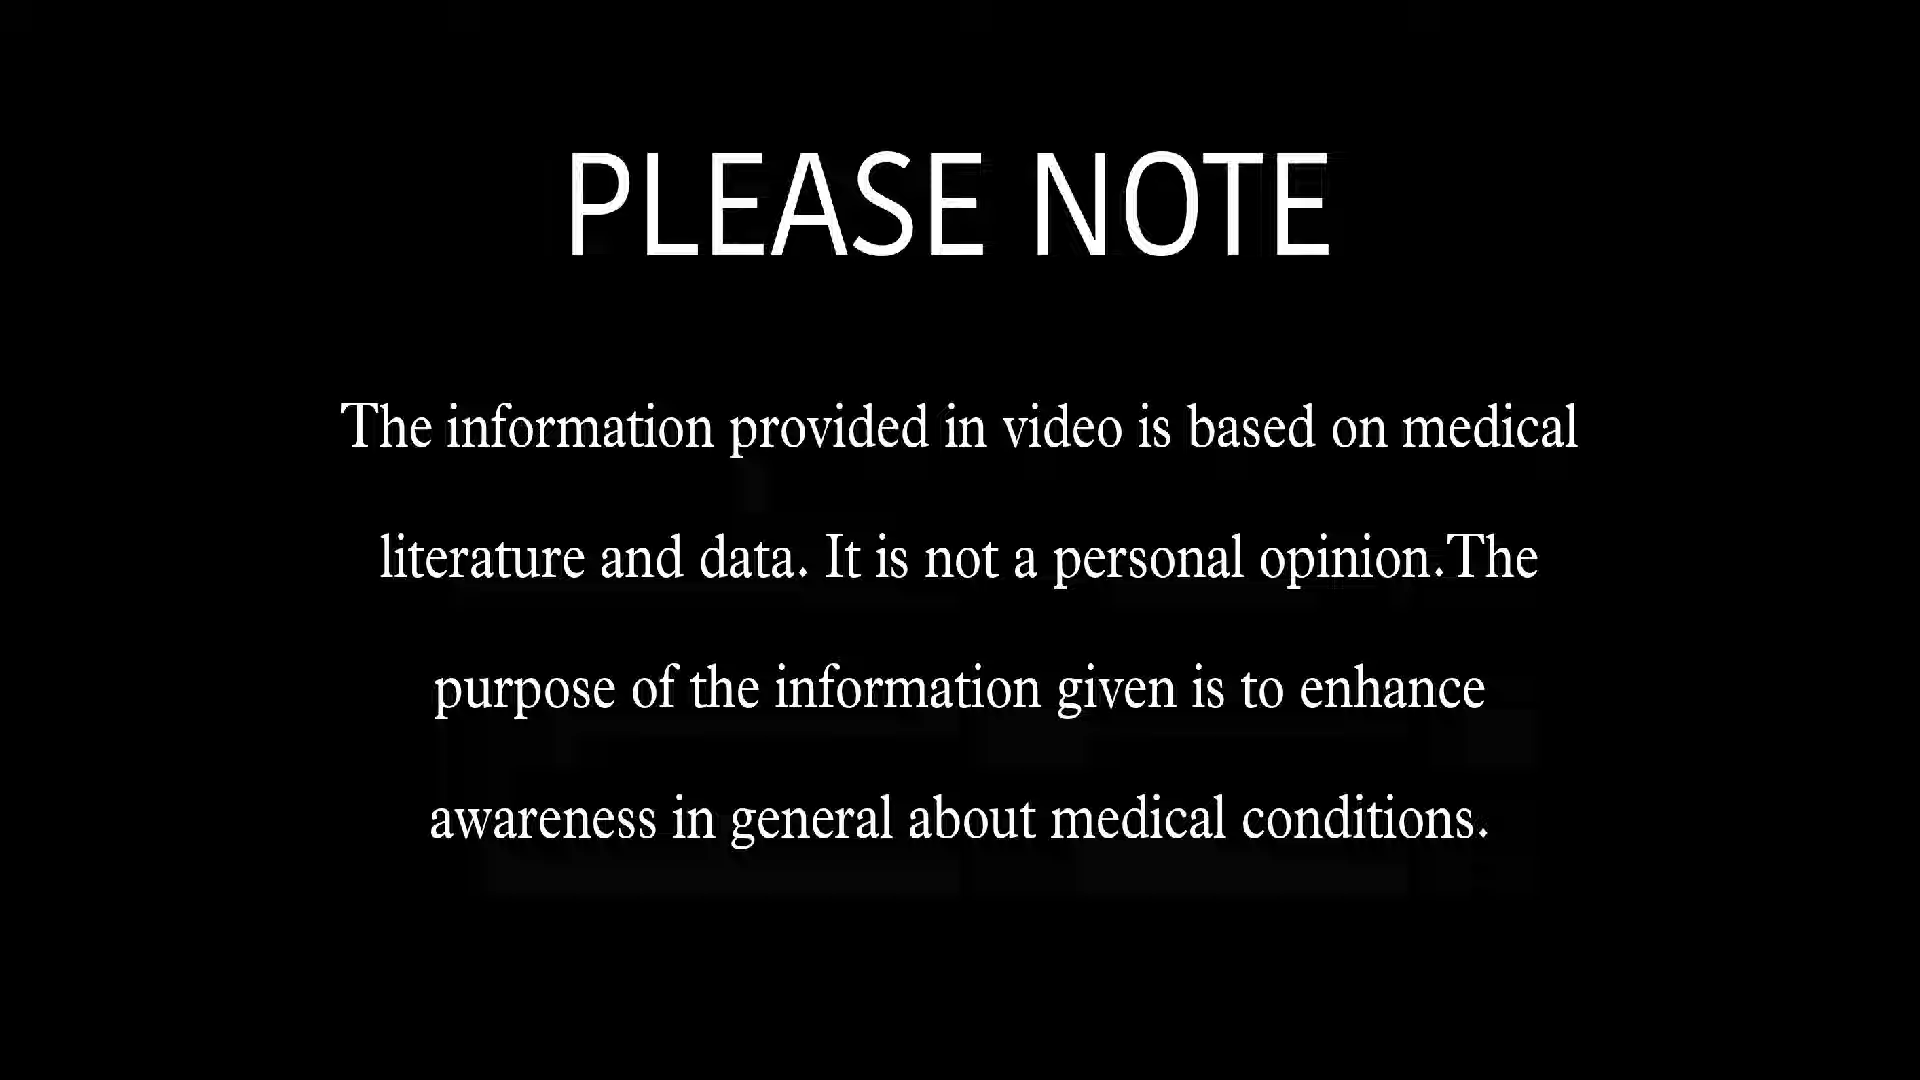 PLEASE NOTE
The information provided in video is based on medical
literature and data. It is not a personal opinion.The
purpose of the information given is to enhance
awareness in general about medical conditions.